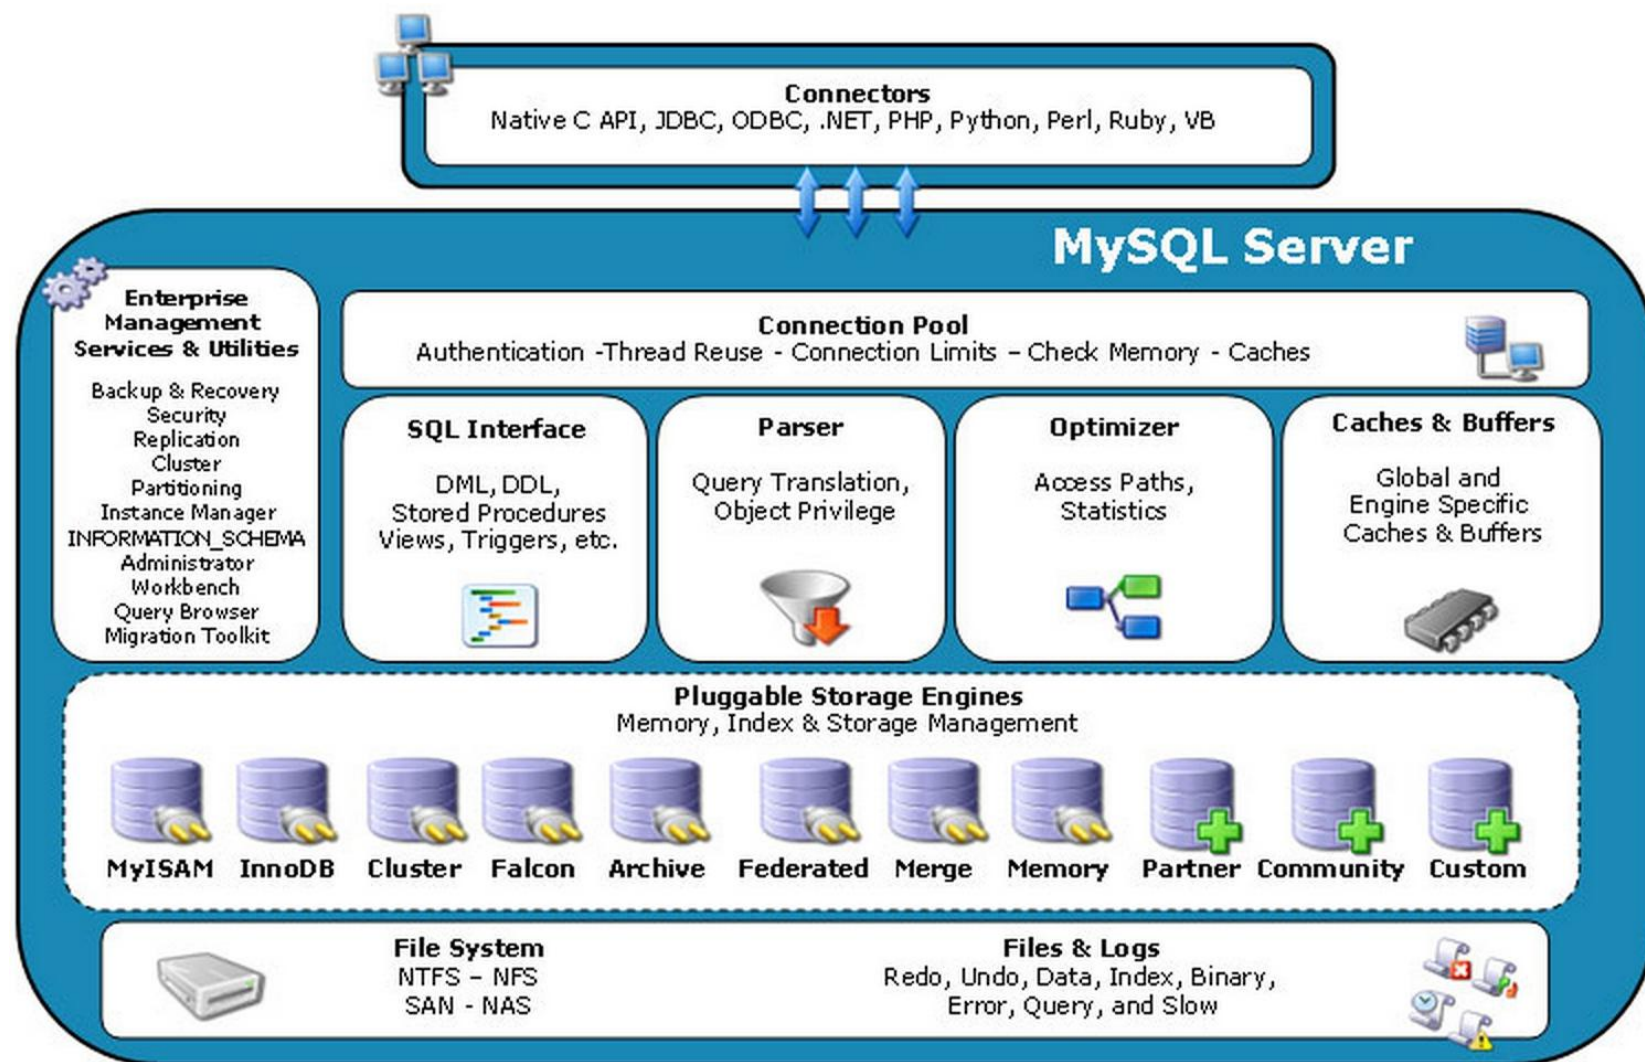 Connectors
Native C API, JDBC, ODBC, .NET, PHP, Python, Perl, Ruby, VB
MySQL Server
Enterprise
Management
Services & Utilities
Backup & Recovery
Security
Replication
Cluster
Partitioning
Instance Manager
INFORMATION_SCHEMA
Administrator
Workbench
Query Browser
Migration Toolkit
Connection Pool
Authentication -Thread Reuse - Connection Limits – Check Memory - Caches
SQL Interface
DML, DDL,
Stored Procedures
Views, Triggers, etc.
Parser
Query Translation,
Object Privilege
Optimizer
Access Paths,
Statistics
Caches & Buffers
Global and
Engine Specific
Caches & Buffers
Pluggable Storage Engines
Memory, Index & Storage Management
MyISAM InnoDB Cluster Falcon Archive Federated Merge Memory Partner Community Custom
File System
NTFS – NFS
SAN - NAS
Files & Logs
Redo, Undo, Data, Index, Binary,
Error, Query, and Slow